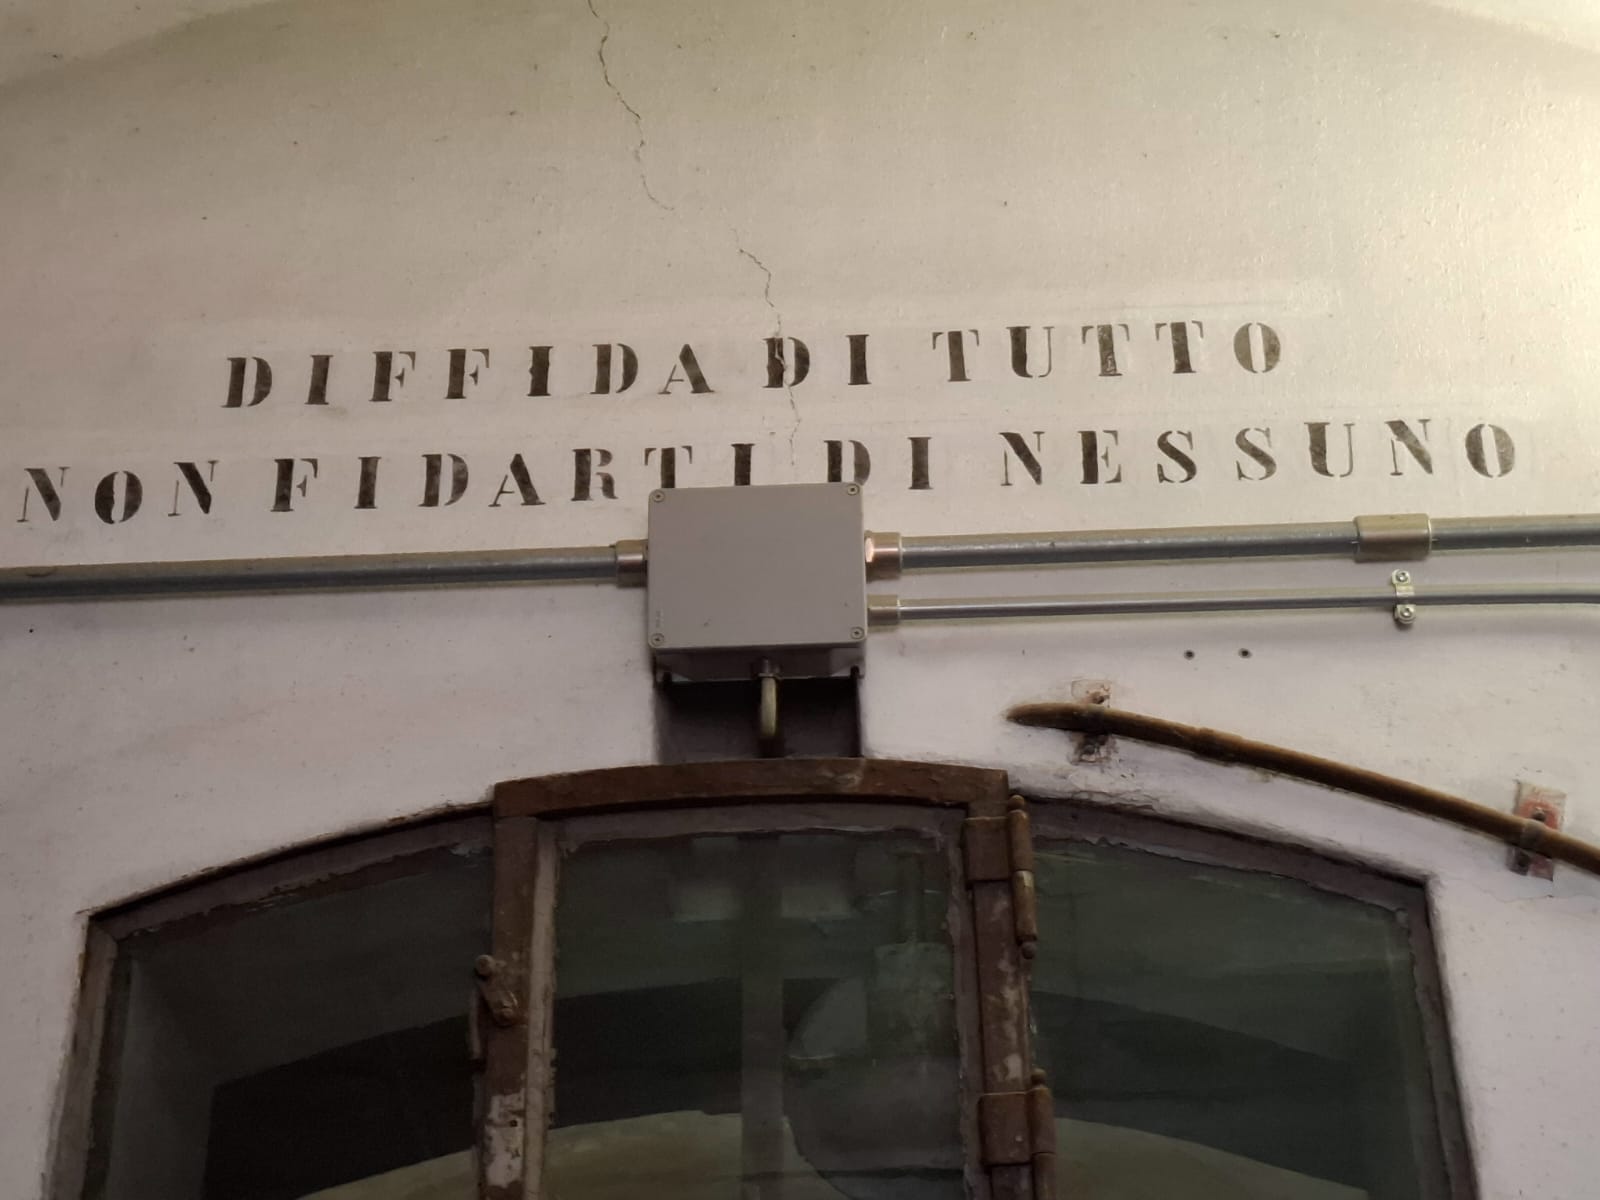 DIFFIDA DI TUTTO
NON FIDARTI DI NESSUNO